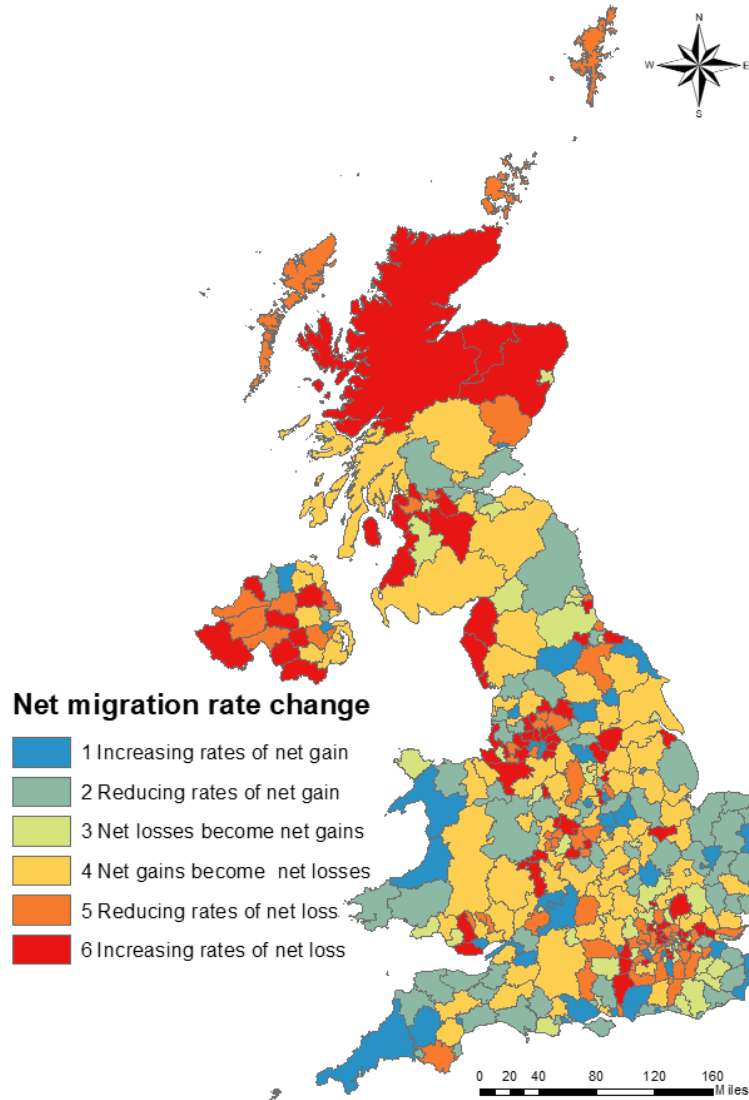 N
W E
S
Net migration rate change
1 Increasing rates of net gain
2 Reducing rates of net gain
3 Net losses become net gains
4 Net gains become  net losses
5 Reducing rates of net loss
6 Increasing rates of net loss
0 20 40 80 120 160
Miles